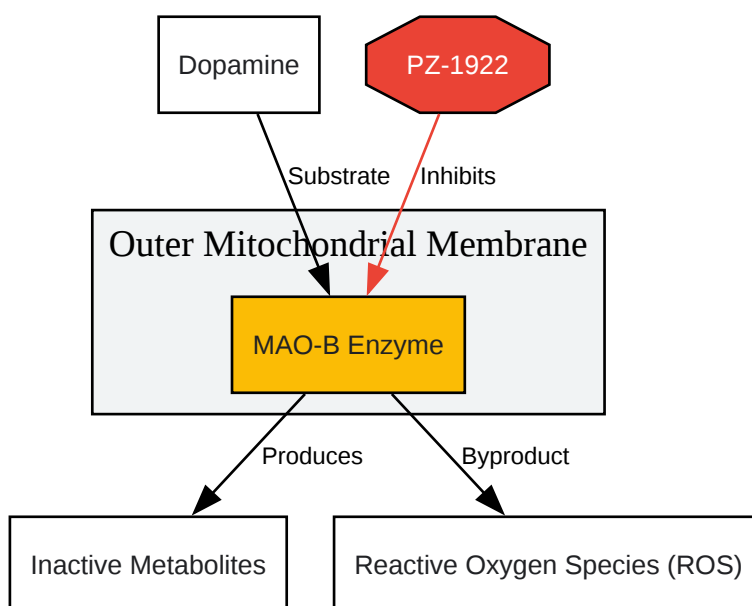 Dopamine
PZ-1922
Substrate
Inhibits
Outer Mitochondrial Membrane
MAO-B Enzyme
Produces
Byproduct
Inactive Metabolites
Reactive Oxygen Species (ROS)